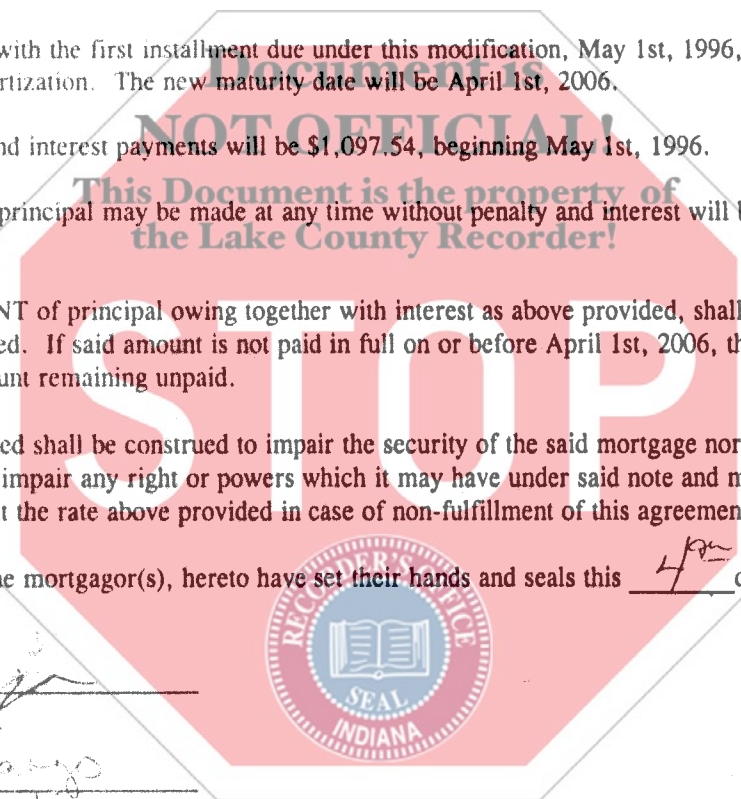 with the first installment due under this modification, May 1st, 1996,
Document is
rtization. The new maturity date will be April 1st, 2006.
NOT OFFICIAL!
nd interest payments will be $1,097.54, beginning May 1st, 1996.
This Document is the property of
principal may be made at any time without penalty and interest will b
the Lake County Recorder!
NT of principal owing together with interest as above provided, shall
STOP
ed. If said amount is not paid in full on or before April 1st, 2006, th
unt remaining unpaid.
ed shall be construed to impair the security of the said mortgage nor
impair any right or powers which it may have under said note and m
t the rate above provided in case of non-fulfillment of this agreemen
ne mortgagor(s), hereto have set their hands and seals this 4th d
RECORDER'S OFFICE
SEAL
INDIANA